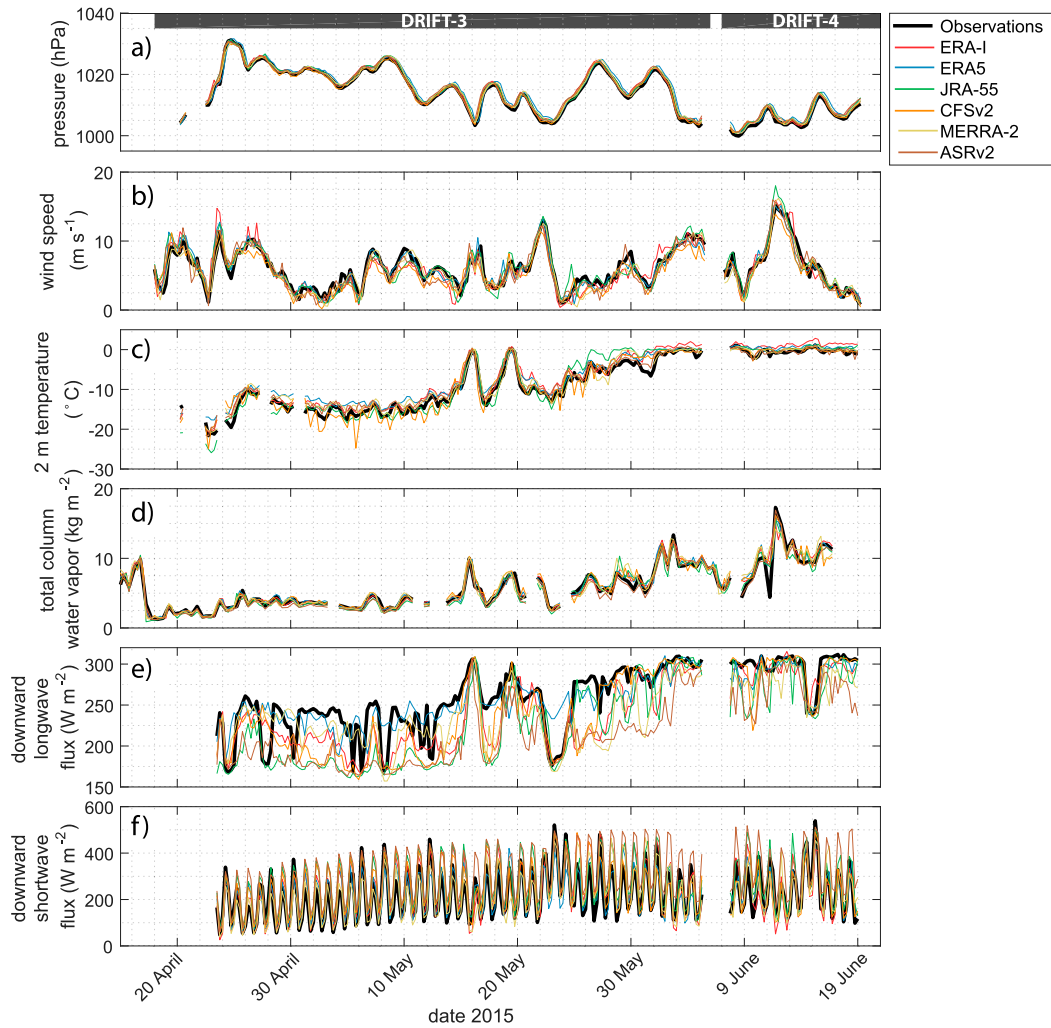 DRIFT-3 DRIFT-4
1040
1020
1000
pressure (hPa)
a)
Observations
ERA-I
ERA5
JRA-55
CFSv2
MERRA-2
ASRv2
20
10
0
wind speed
(m s-1)
b)
0
-10
-20
-30
2 m temperature
(°C)
c)
20
10
0
total column
water vapor (kg m-2)
d)
300
250
200
150
downward
longwave
flux (W m-2)
e)
600
400
200
0
downward
shortwave
flux (W m-2)
f)
20 April 30 April 10 May 20 May 30 May 9 June 19 June
date 2015